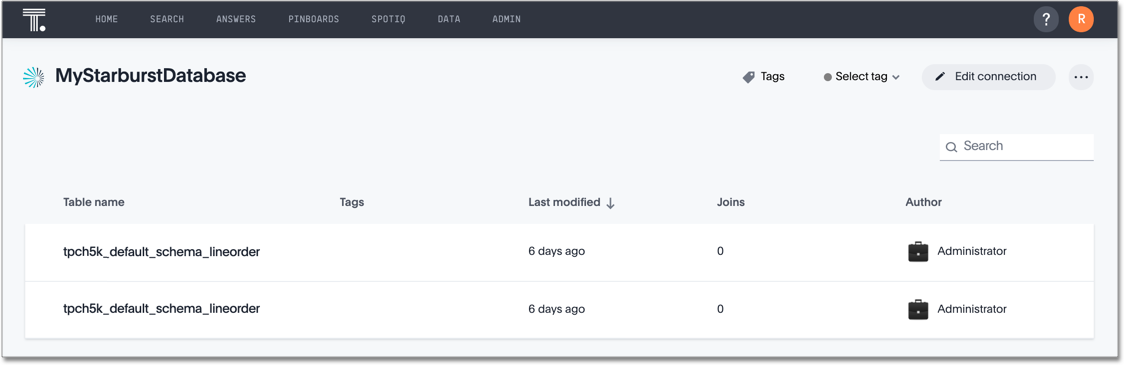 T. HOME SEARCH ANSWERS PINBOARDS SPOTIQ DATA ADMIN ? R
MyStarburstDatabase Tags Select tag Edit connection ...
Search
Table name Tags Last modified ↓ Joins Author
tpch5k_default_schema_lineorder 6 days ago 0 Administrator
tpch5k_default_schema_lineorder 6 days ago 0 Administrator